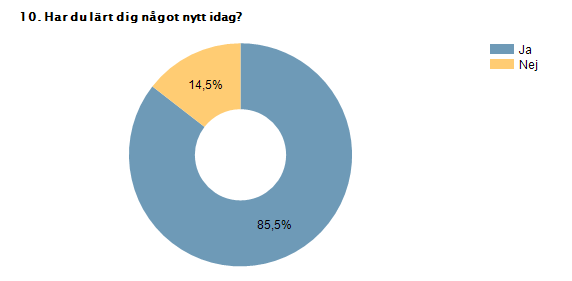 10. Har du lärt dig något nytt idag?
Ja
Nej
14,5%
85,5%